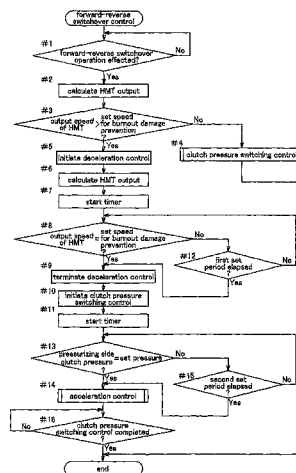 forward-reverse
switchover control
#1
forward-reverse switchover
operation effected?
No
Yes
#2
calculate HMT output
#3
output speed
of HMT
>
set speed
for burnout damage
prevention
?
No
Yes
#4
clutch pressure switching control
#5
initiate deceleration control
#6
calculate HMT output
#7
start timer
#8
output speed
of HMT
=
set speed
for burnout damage
prevention
?
No
Yes
#12
first set
period elapsed
?
No
Yes
#9
terminate deceleration control
#10
initiate clutch pressure
switching control
#11
start timer
#13
pressurizing side
clutch pressure
=set pressure
?
No
Yes
#15
second set
period elapsed
?
No
Yes
#14
acceleration control
#16
clutch pressure
switching control completed
?
No
Yes
end